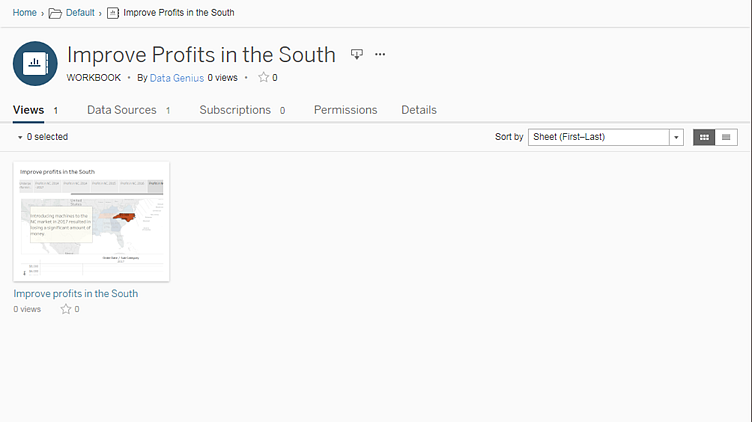 Home › Default › Improve Profits in the South
Improve Profits in the South
WORKBOOK • By Data Genius 0 views • 0
Views 1 Data Sources 1 Subscriptions 0 Permissions Details
0 selected Sort by Sheet (First–Last)
Improve profits in the South
Introducing machines to the
NC market in 2017 resulted in
losing a significant amount of
money
Improve profits in the South
0 views 0